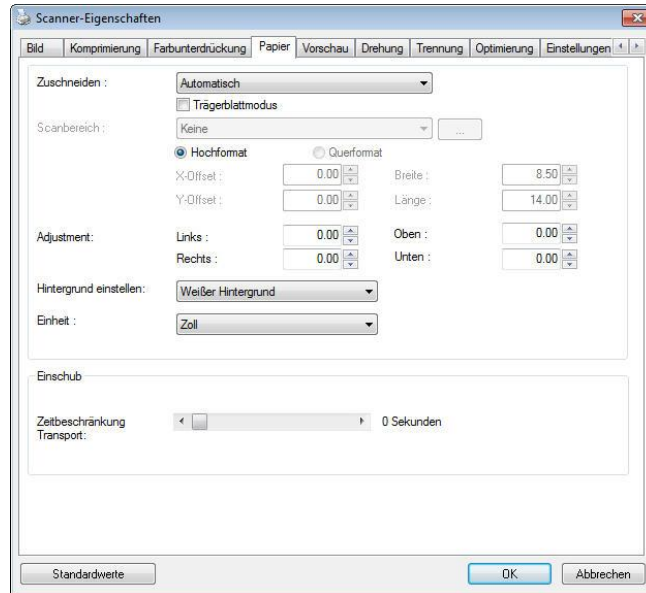 Scanner-Eigenschaften
Bild Komprimierung Farbunterdrückung Papier Vorschau Drehung Trennung Optimierung Einstellungen
Zuschneiden : Automatisch
Trägerblattmodus
Scanbereich : Keine ...
Hochformat Querformat
X-Offset : 0.00 Breite : 8.50
Y-Offset : 0.00 Länge : 14.00
Adjustment: Links : 0.00 Oben : 0.00
Rechts : 0.00 Unten : 0.00
Hintergrund einstellen: Weißer Hintergrund
Einheit : Zoll
Einschub
Zeitbeschränkung 0 Sekunden
Transport:
Standardwerte OK Abbrechen